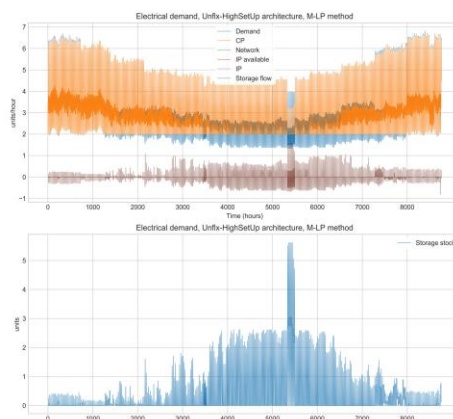 Electrical demand, Unflx-HighSetUp architecture, M-LP method
Demand
CP
Network
IP available
IP
Storage flow
units/hour
7
6
5
4
3
2
1
0
−1
0 1000 2000 3000 4000 5000 6000 7000 8000
Time (hours)
Electrical demand, Unflx-HighSetUp architecture, M-LP method
Storage stock
units
5
4
3
2
1
0
0 1000 2000 3000 4000 5000 6000 7000 8000